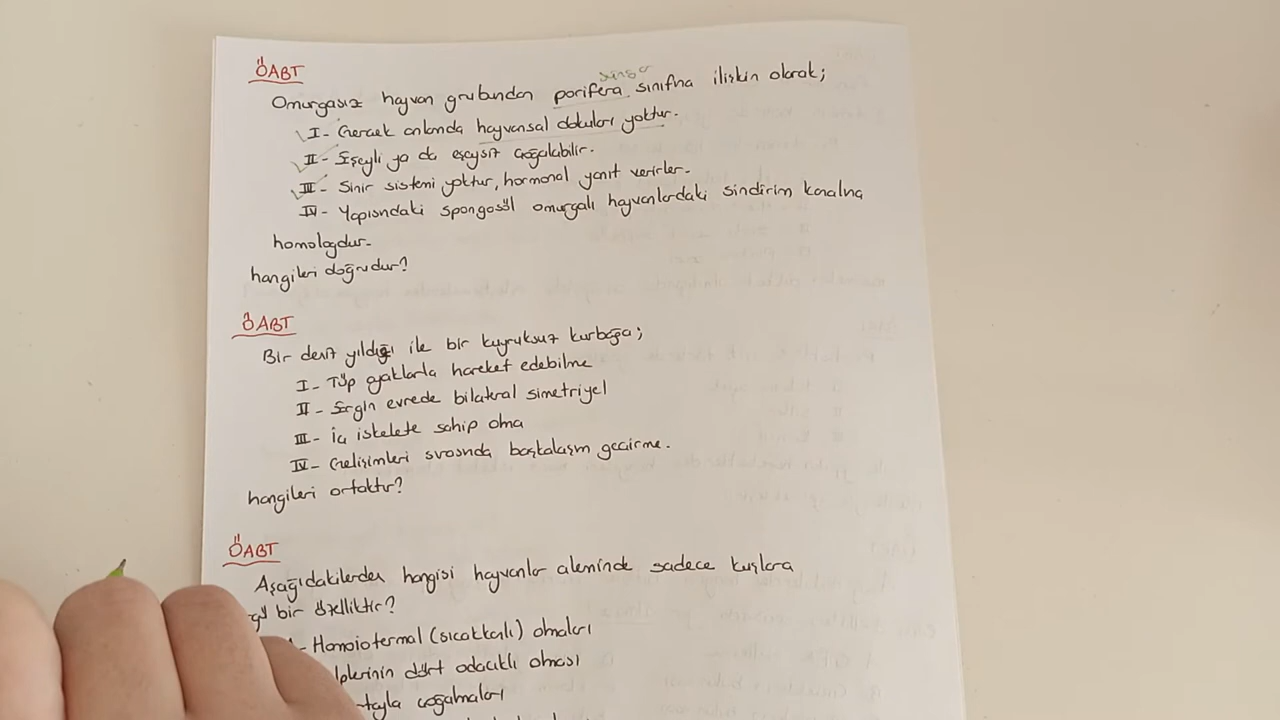 ÖABT
sünger
Omurgasız hayvan grubundan porifera sınıfına ilişkin olarak;
I- Gerçek anlamda hayvansal dokuları yoktur.
II- Eşeyli ya da eşeysiz çoğalabilir.
III- Sinir sistemi yoktur, hormonal yanıt verirler.
IV- Yapısındaki spongosöl omurgalı hayvanlardaki sindirim kanalına
homologdur.
hangileri doğrudur?
ÖABT
Bir deniz yıldızı ile bir kuyruksuz kurbağa;
I- Tüp ayaklarla hareket edebilme
II- Ergin evrede bilateral simetriyel
III- İç iskelete sahip olma
IV- Gelişimleri sırasında başkalaşım geçirme.
hangileri ortaktır?
ÖABT
Aşağıdakilerden hangisi hayvanlar aleminde sadece kuşlara
bir özelliktir?
- Homoiotermal (sıcakkanlı) olmaları
dört odacıklı olması
çoğalmaları